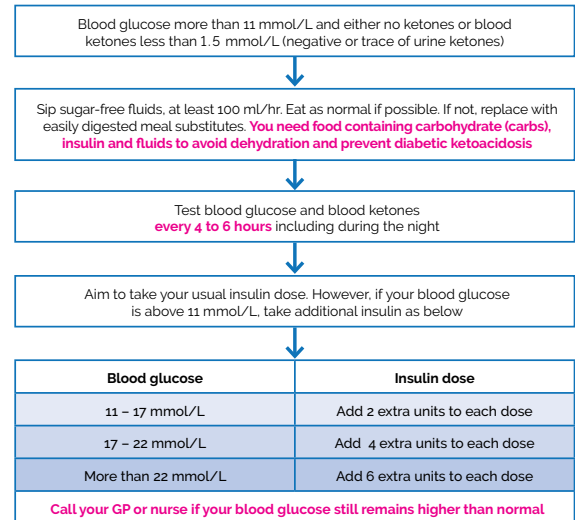 Blood glucose more than 11 mmol/L and either no ketones or blood
ketones less than 1.5 mmol/L (negative or trace of urine ketones)
Sip sugar-free fluids, at least 100 ml/hr. Eat as normal if possible. If not, replace with
easily digested meal substitutes. You need food containing carbohydrate (carbs),
insulin and fluids to avoid dehydration and prevent diabetic ketoacidosis
Test blood glucose and blood ketones
every 4 to 6 hours including during the night
Aim to take your usual insulin dose. However, if your blood glucose
is above 11 mmol/L, take additional insulin as below
Blood glucose Insulin dose
11 – 17 mmol/L Add 2 extra units to each dose
17 – 22 mmol/L Add 4 extra units to each dose
More than 22 mmol/L Add 6 extra units to each dose
Call your GP or nurse if your blood glucose still remains higher than normal